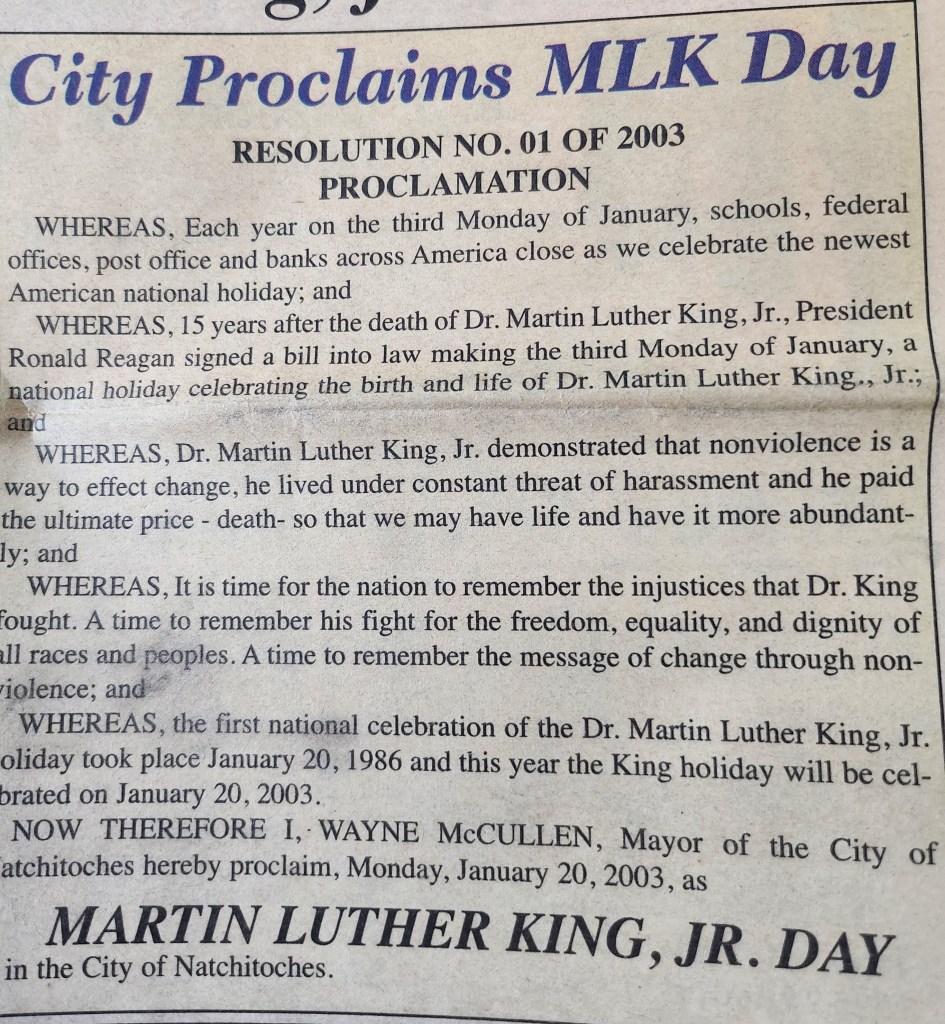 City Proclaims MLK Day
RESOLUTION NO. 01 OF 2003
PROCLAMATION
WHEREAS, Each year on the third Monday of January, schools, federal
offices, post office and banks across America close as we celebrate the newest
American national holiday; and
WHEREAS, 15 years after the death of Dr. Martin Luther King, Jr., President
Ronald Reagan signed a bill into law making the third Monday of January, a
national holiday celebrating the birth and life of Dr. Martin Luther King., Jr.;
and
WHEREAS, Dr. Martin Luther King, Jr. demonstrated that nonviolence is a
way to effect change, he lived under constant threat of harassment and he paid
the ultimate price - death- so that we may have life and have it more abundant-
ly; and
WHEREAS, It is time for the nation to remember the injustices that Dr. King
fought. A time to remember his fight for the freedom, equality, and dignity of
all races and peoples. A time to remember the message of change through non-
violence; and
WHEREAS, the first national celebration of the Dr. Martin Luther King, Jr.
oliday took place January 20, 1986 and this year the King holiday will be cel-
brated on January 20, 2003.
NOW THEREFORE I, WAYNE McCULLEN, Mayor of the City of
atchitoches hereby proclaim, Monday, January 20, 2003, as
MARTIN LUTHER KING, JR. DAY
in the City of Natchitoches.